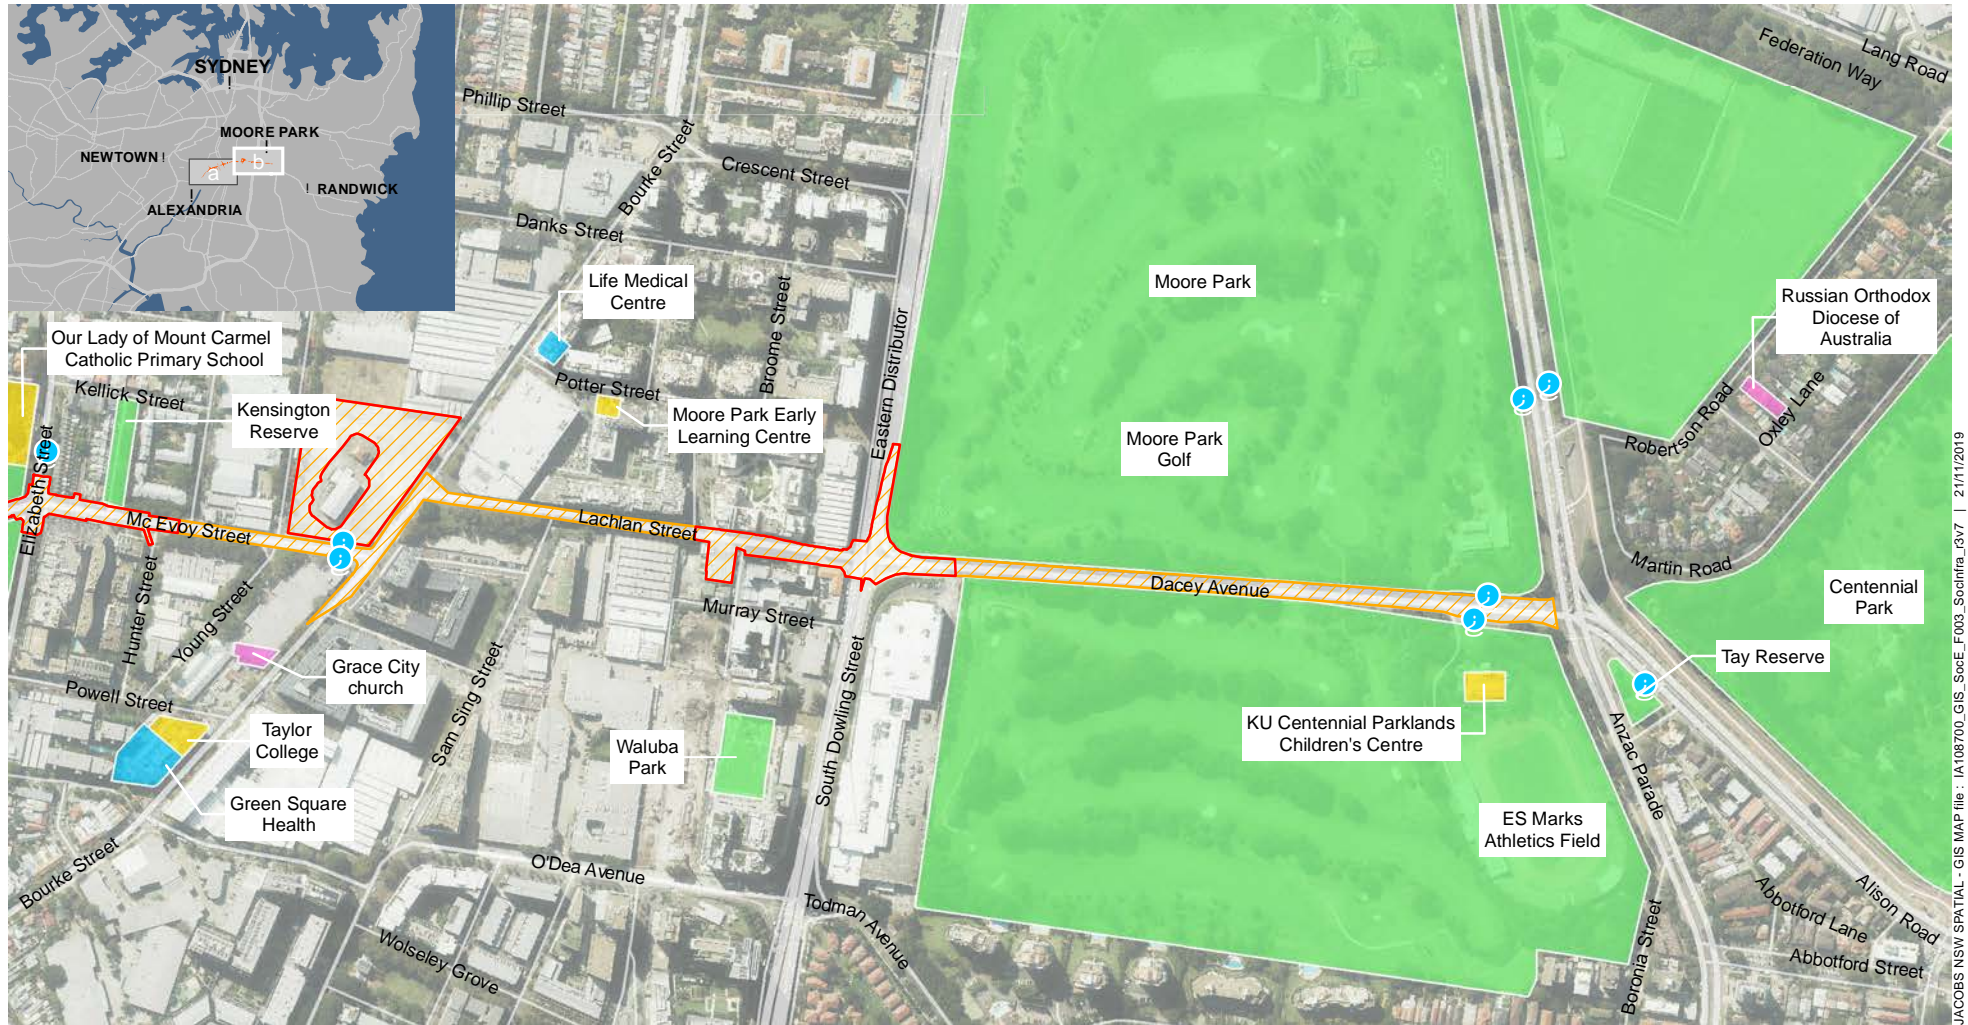 SYDNEY
MOORE PARK
NEWTOWN
b
a
RANDWICK
ALEXANDRIA
Phillip Street
Bourke Street
Crescent Street
Danks Street
Federation Way
Lang Road
Life Medical
Centre
Broome Street
Eastern Distributor
Moore Park
Russian Orthodox
Diocese of
Australia
Our Lady of Mount Carmel
Catholic Primary School
Kellick Street
Kensington
Reserve
Potter Street
Moore Park Early
Learning Centre
Moore Park
Golf
Robertson Road
Oxley Lane
Elizabeth Street
Mc Evoy Street
Lachlan Street
Dacey Avenue
Martin Road
Centennial
Park
Hunter Street
Young Street
Murray Street
Grace City
church
Tay Reserve
Powell Street
Taylor
College
Sam Sing Street
Waluba
Park
South Dowling Street
KU Centennial Parklands
Children's Centre
Anzac Parade
Green Square
Health
ES Marks
Athletics Field
Bourke Street
O'Dea Avenue
Todman Avenue
Wolseley Grove
Boronia Street
Abbotford Lane
Alison Road
Abbotford Street
JACOBS NSW SPATIAL - GIS MAP file : IA108700_GIS_SocE_F003_SocInfra_r3v7 | 21/11/2019